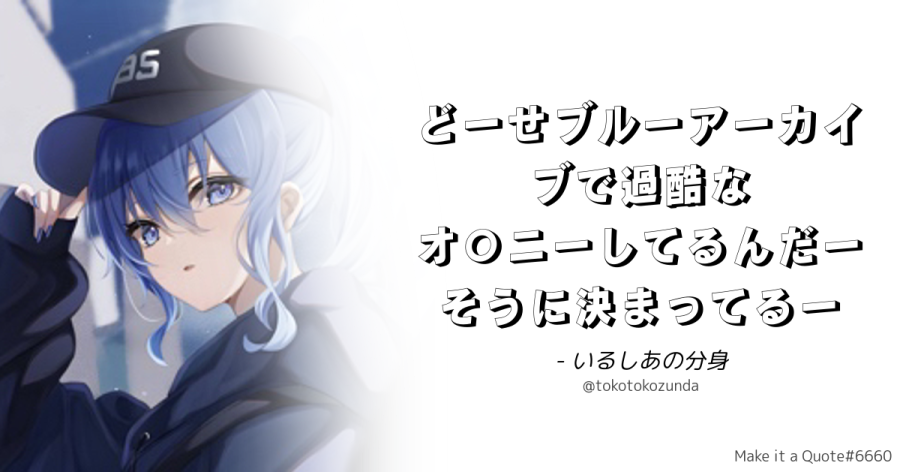 BS
どーせブルーアーカイ
ブで過酷な
オ〇ニーしてるんだー
そうに決まってるー
- いるしあの分身
@tokotokozunda
Make it a Quote#6660